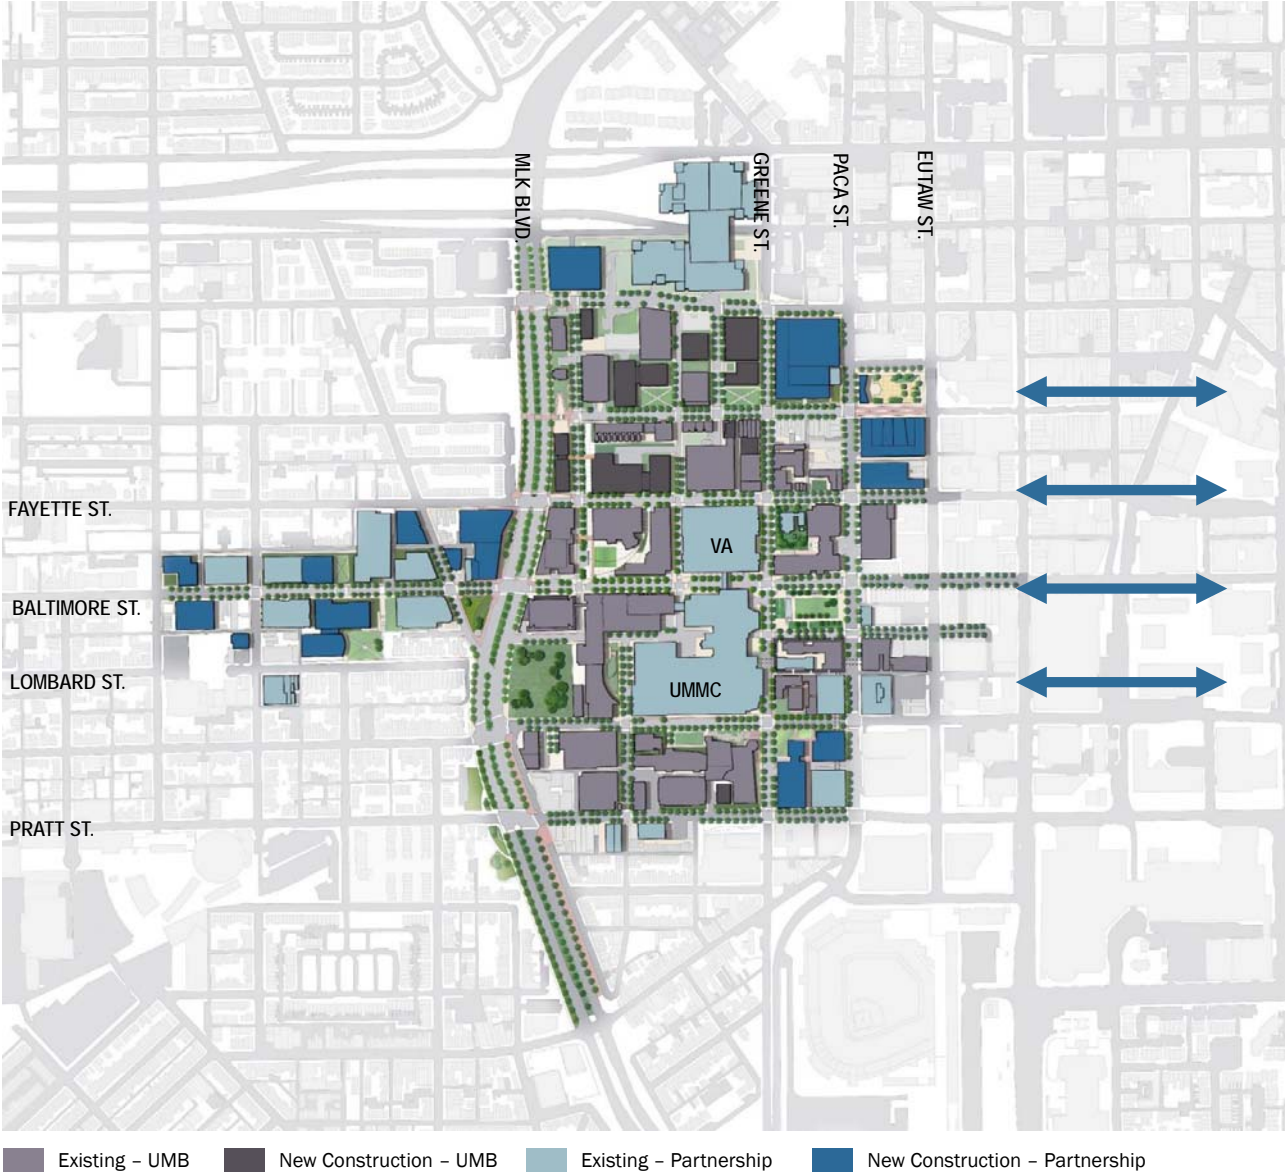 MLK BLVD.
GREENE ST.
PACA ST.
EUTAW ST.
FAYETTE ST.
VA
BALTIMORE ST.
LOMBARD ST.
UMMC
PRATT ST.
Existing – UMB
New Construction – UMB
Existing – Partnership
New Construction – Partnership